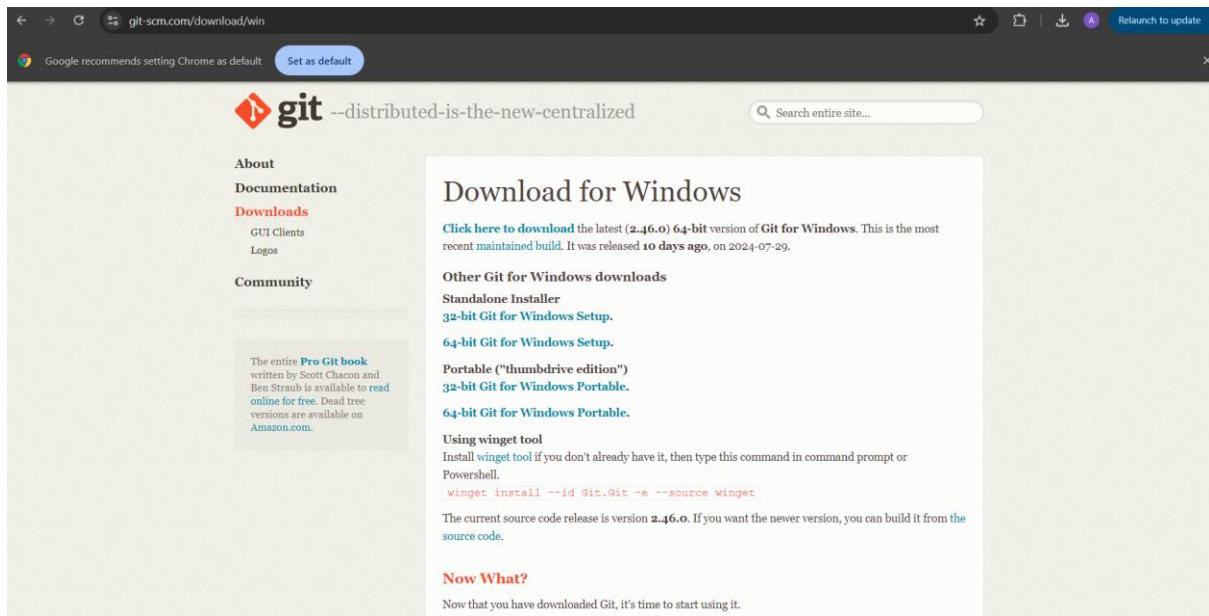 git-scm.com/download/win
A
Relaunch to update
Google recommends setting Chrome as default
Set as default
git --distributed-is-the-new-centralized
Search entire site...
About
Documentation
Downloads
GUI Clients
Logos
Community
The entire Pro Git book
written by Scott Chacon and
Ben Straub is available to read
online for free. Dead tree
versions are available on
Amazon.com.
Download for Windows
Click here to download the latest (2.46.0) 64-bit version of Git for Windows. This is the most
recent maintained build. It was released 10 days ago, on 2024-07-29.
Other Git for Windows downloads
Standalone Installer
32-bit Git for Windows Setup.
64-bit Git for Windows Setup.
Portable ("thumbdrive edition")
32-bit Git for Windows Portable.
64-bit Git for Windows Portable.
Using winget tool
Install winget tool if you don't already have it, then type this command in command prompt or
Powershell.
winget install --id Git.Git -e --source winget
The current source code release is version 2.46.0. If you want the newer version, you can build it from the
source code.
Now What?
Now that you have downloaded Git, it's time to start using it.